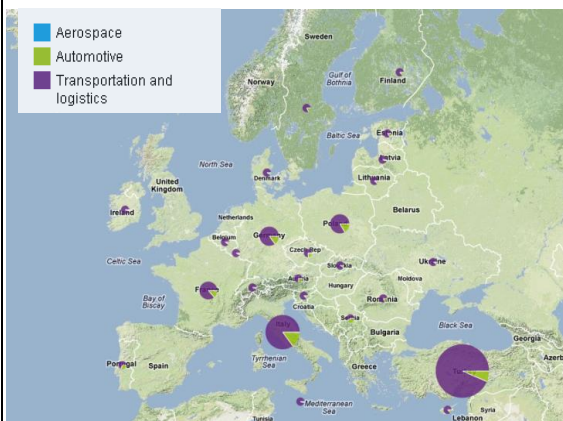 Aerospace
Automotive
Transportation and
logistics
Sweden
Gulf of
Bothnia
Norway
Finland
Estonia
Baltic Sea
Latvia
North Sea
Denmark
Lithuania
United
Kingdom
Ireland
Belarus
Netherlands
Belgium
Germany
Celtic Sea
Czech Rep
Ukraine
Slovakia
Moldova
Austria
Hungary
France
Bay of
Biscay
Croatia
Romania
Serbia
Italy
Black Sea
Bulgaria
Georgia
Azerb
Portugal
Spain
Tyrrhenian
Sea
Greece
Mediterranean
Sea
Tunisia
Syria
Lebanon